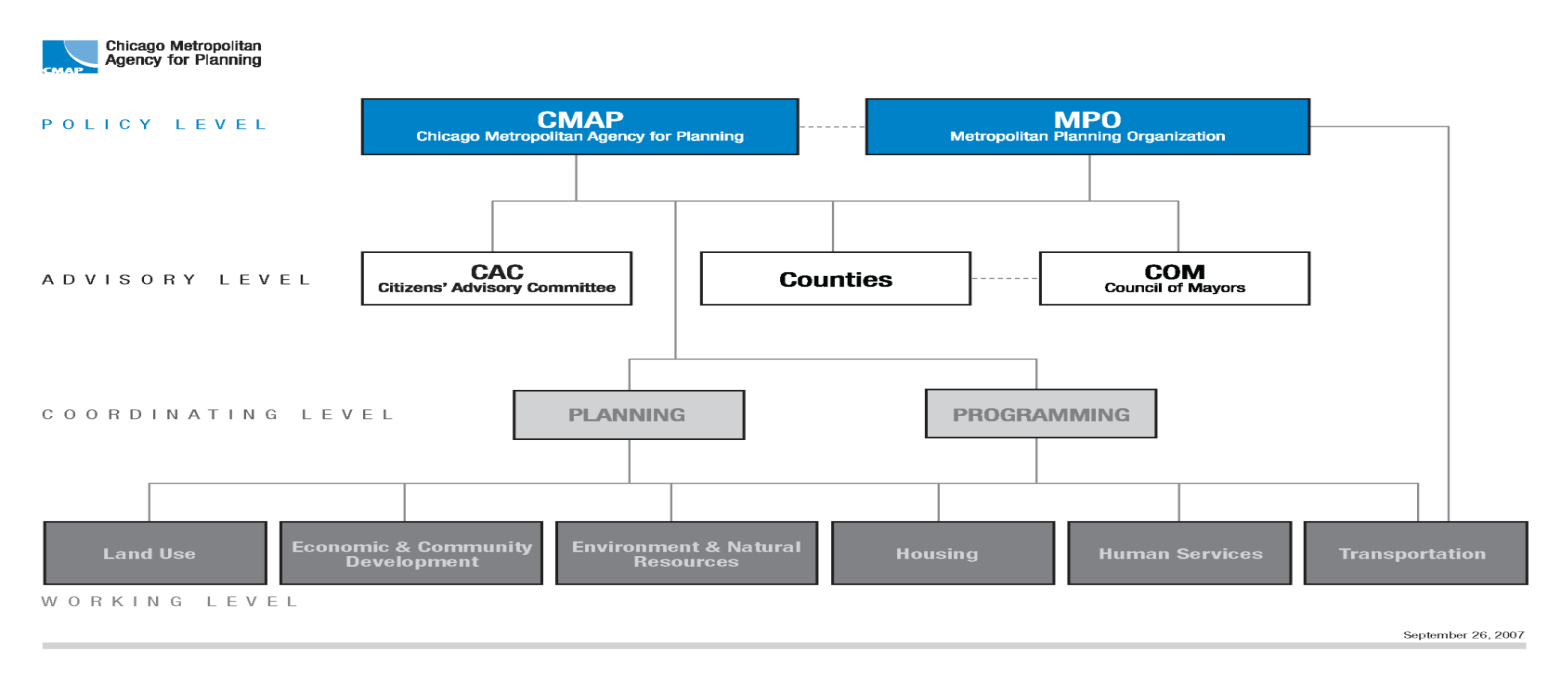 Chicago Metropolitan
Agency for Planning
CMAP
POLICY LEVEL
CMAP
Chicago Metropolitan Agency for Planning
MPO
Metropolitan Planning Organization
ADVISORY LEVEL
CAC
Citizens' Advisory Committee
Counties
COM
Council of Mayors
COORDINATING LEVEL
PLANNING
PROGRAMMING
Land Use
Economic & Community
Development
Environment & Natural
Resources
Housing
Human Services
Transportation
WORKING LEVEL
September 26, 2007